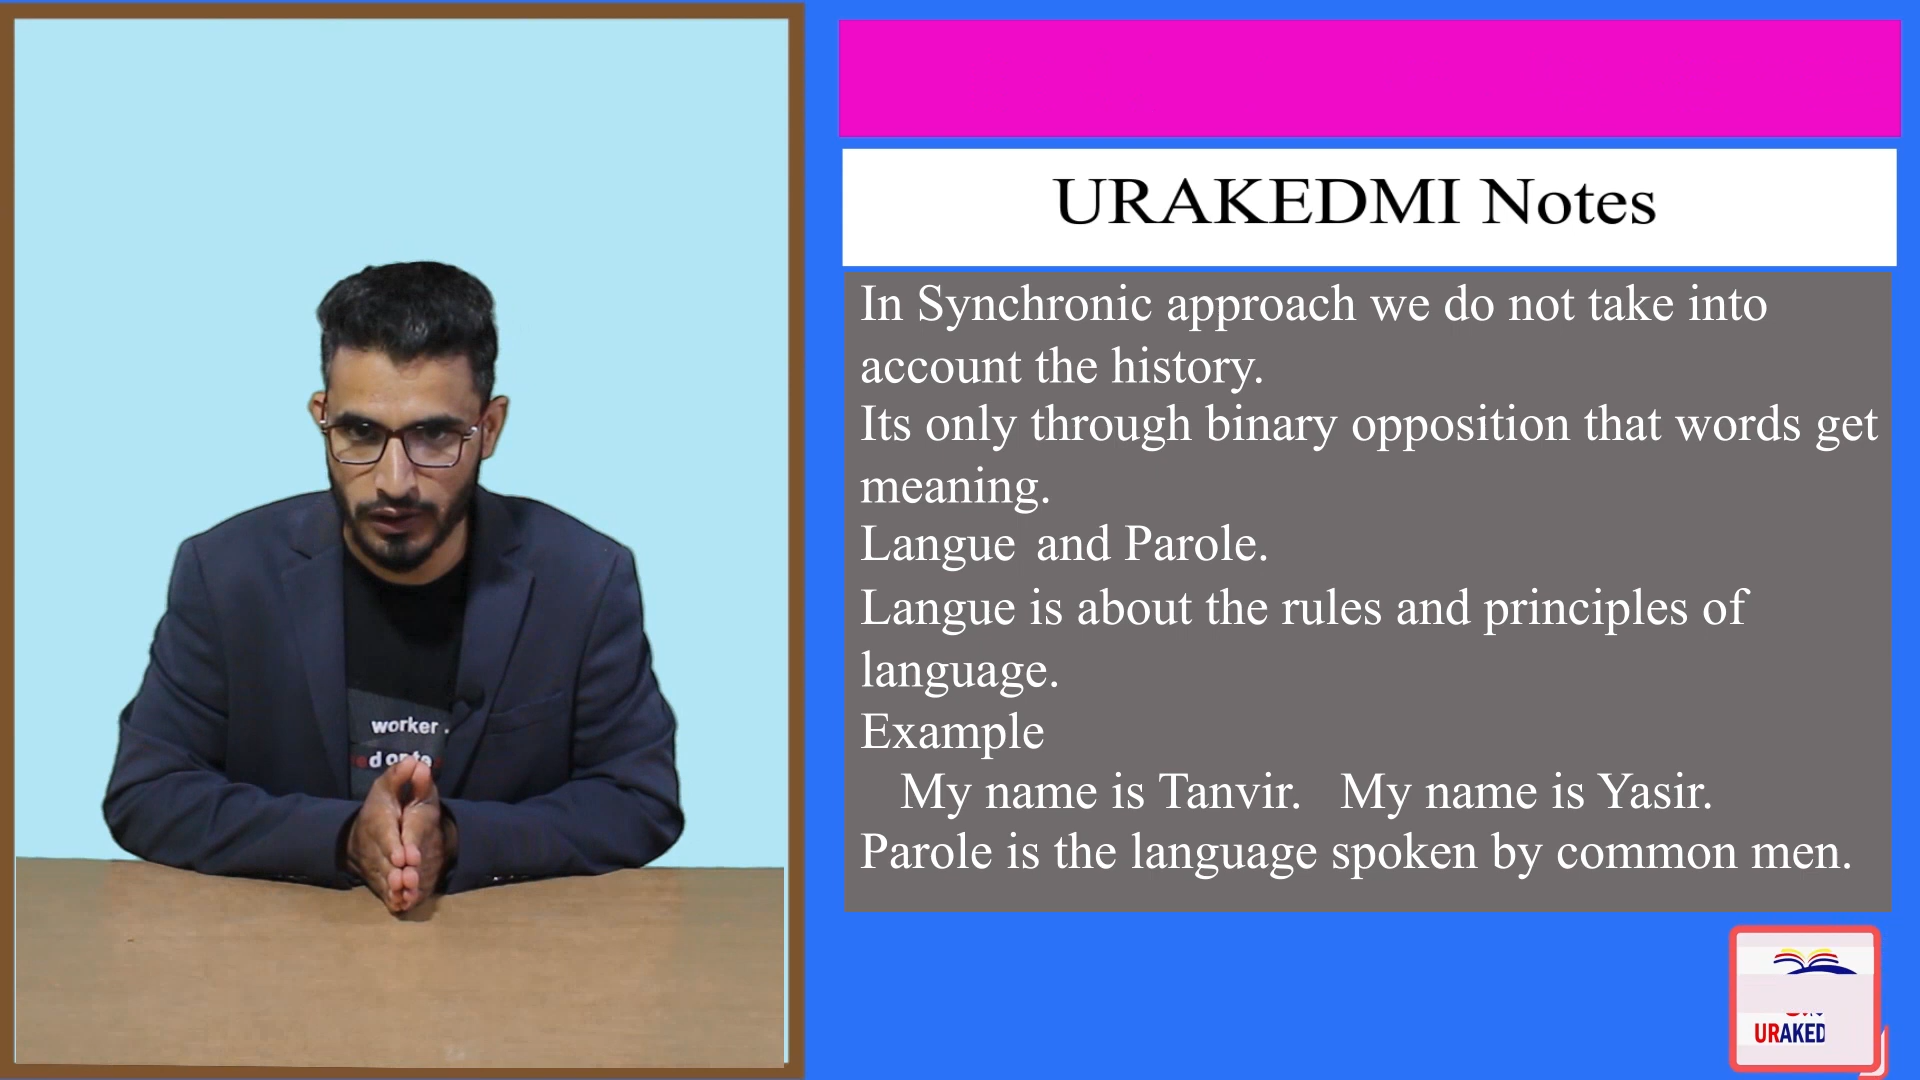 URAKEDMI Notes
In Synchronic approach we do not take into
account the history.
Its only through binary opposition that words get
meaning.
Langue and Parole.
Langue is about the rules and principles of
language.
Example
My name is Tanvir. My name is Yasir.
Parole is the language spoken by common men.
worker .
URAKED